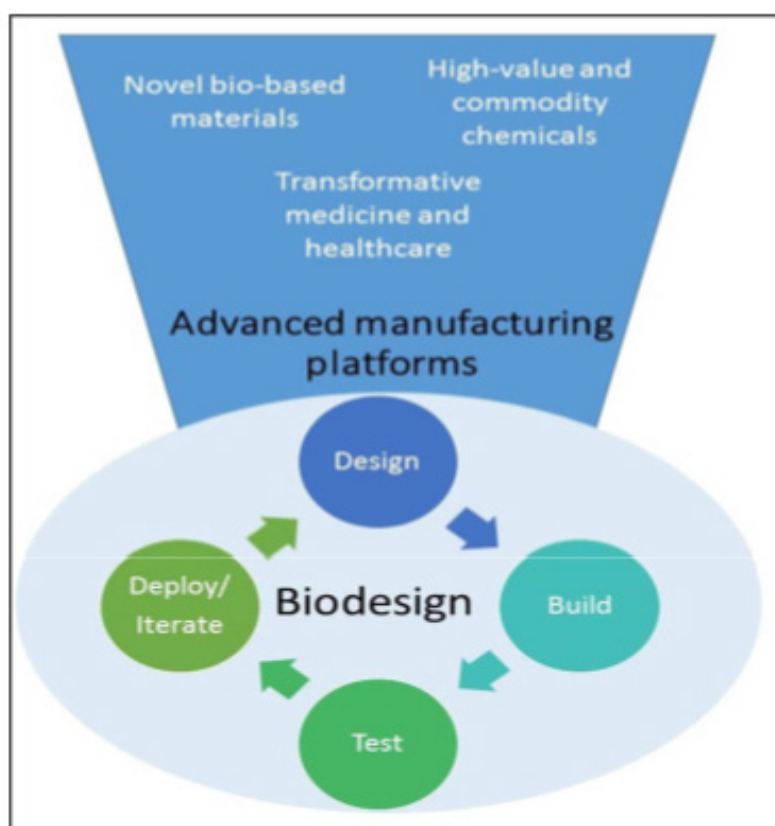 Novel bio-based
materials
High-value and
commodity
chemicals
Transformative
medicine and
healthcare
Advanced manufacturing
platforms
Design
Deploy/
Iterate
Biodesign
Build
Test